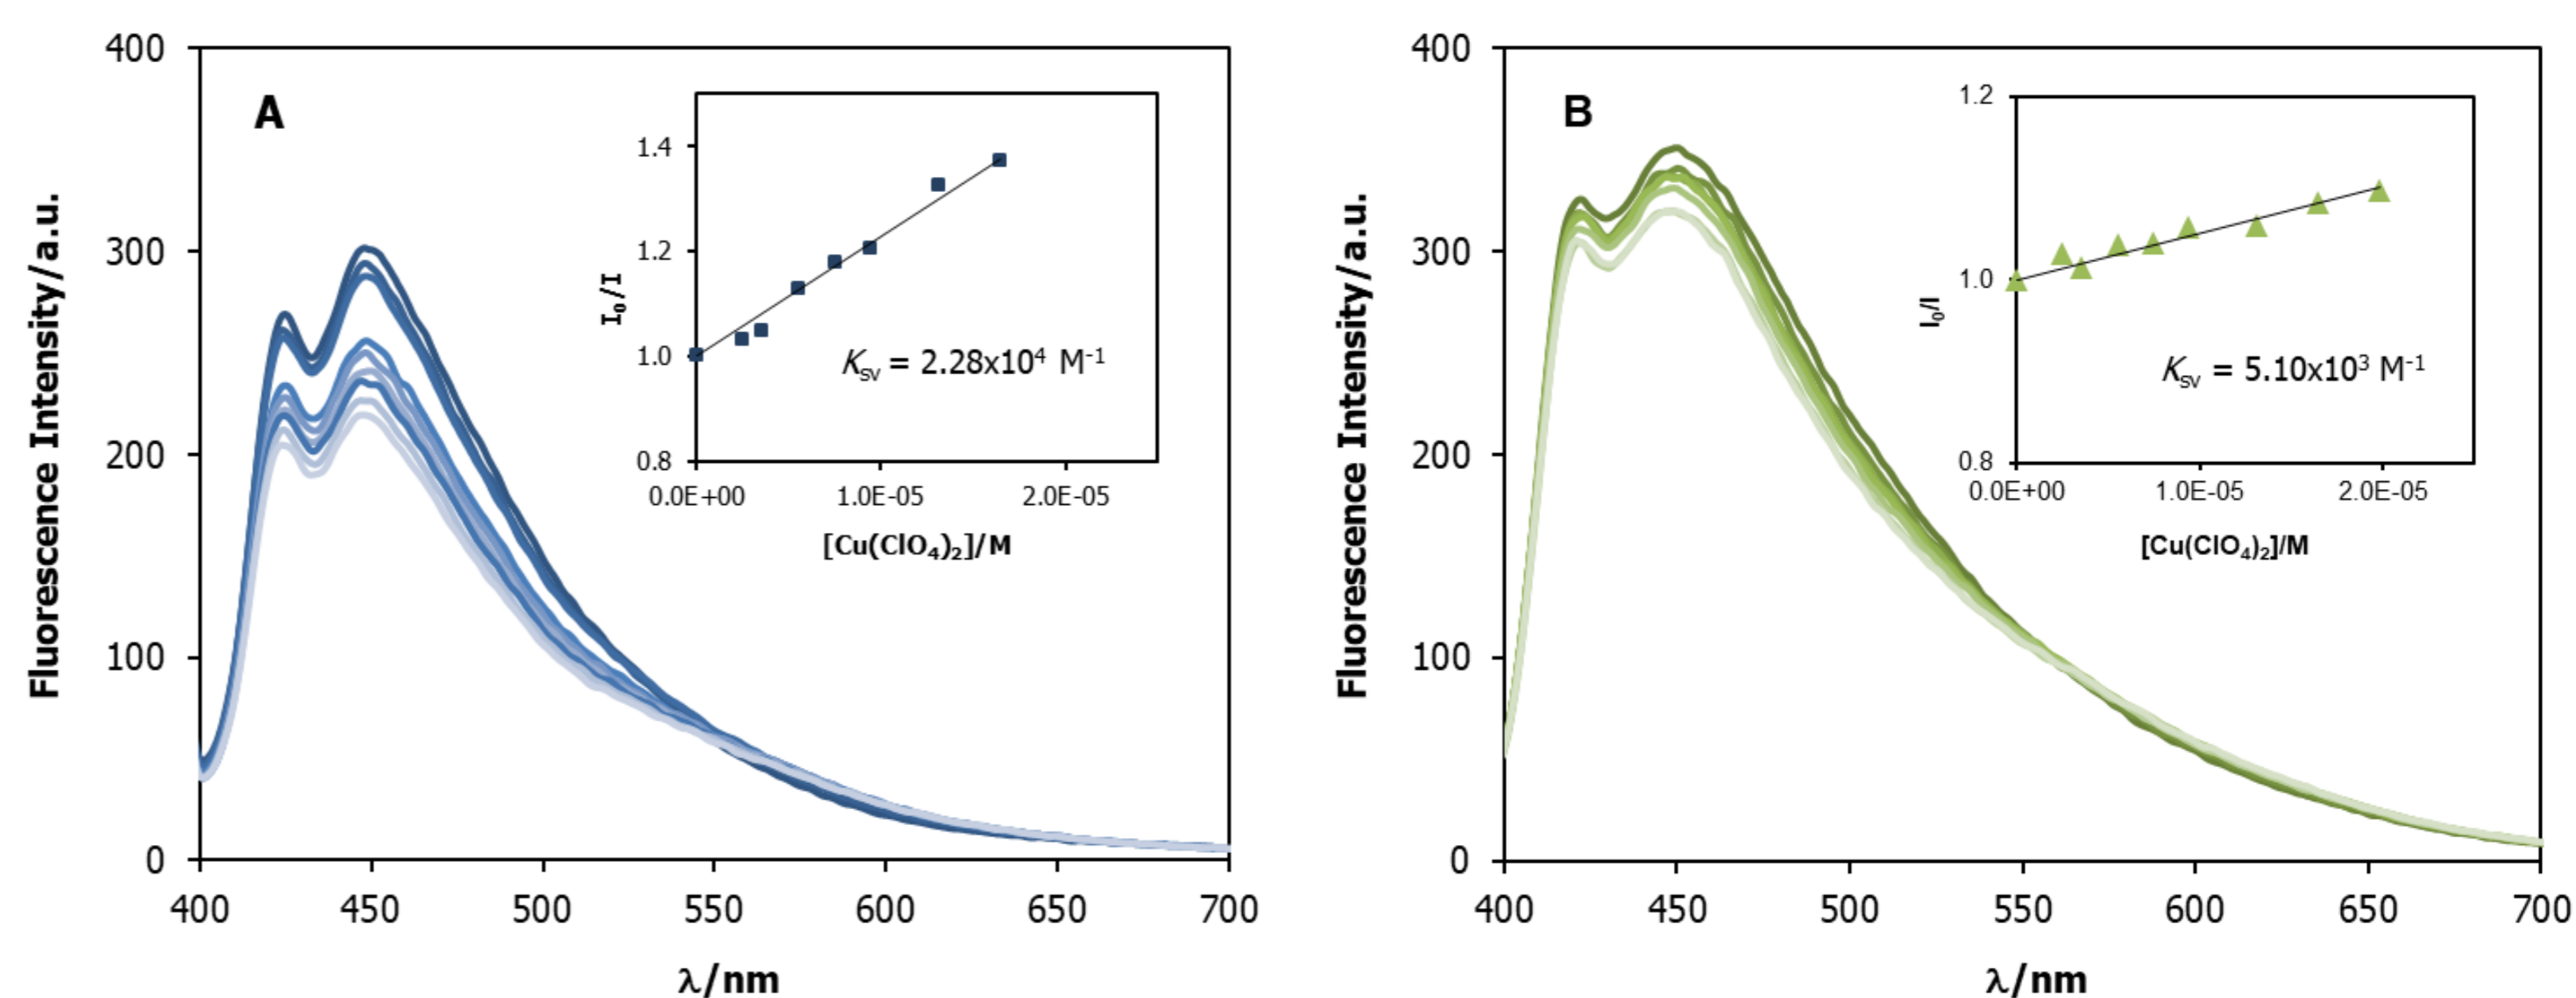 A
Fluorescence Intensity/a.u.
400
300
200
100
0
400 450 500 550 600 650 700
λ/nm
I₀/I
1.4
1.2
1.0
0.8
Kₛᵥ = 2.28x10⁴ M⁻¹
0.0E+00 1.0E-05 2.0E-05
[Cu(ClO₄)₂]/M
B
Fluorescence Intensity/a.u.
400
300
200
100
0
400 450 500 550 600 650 700
λ/nm
I₀/I
1.2
1.0
0.8
Kₛᵥ = 5.10x10³ M⁻¹
0.0E+00 1.0E-05 2.0E-05
[Cu(ClO₄)₂]/M